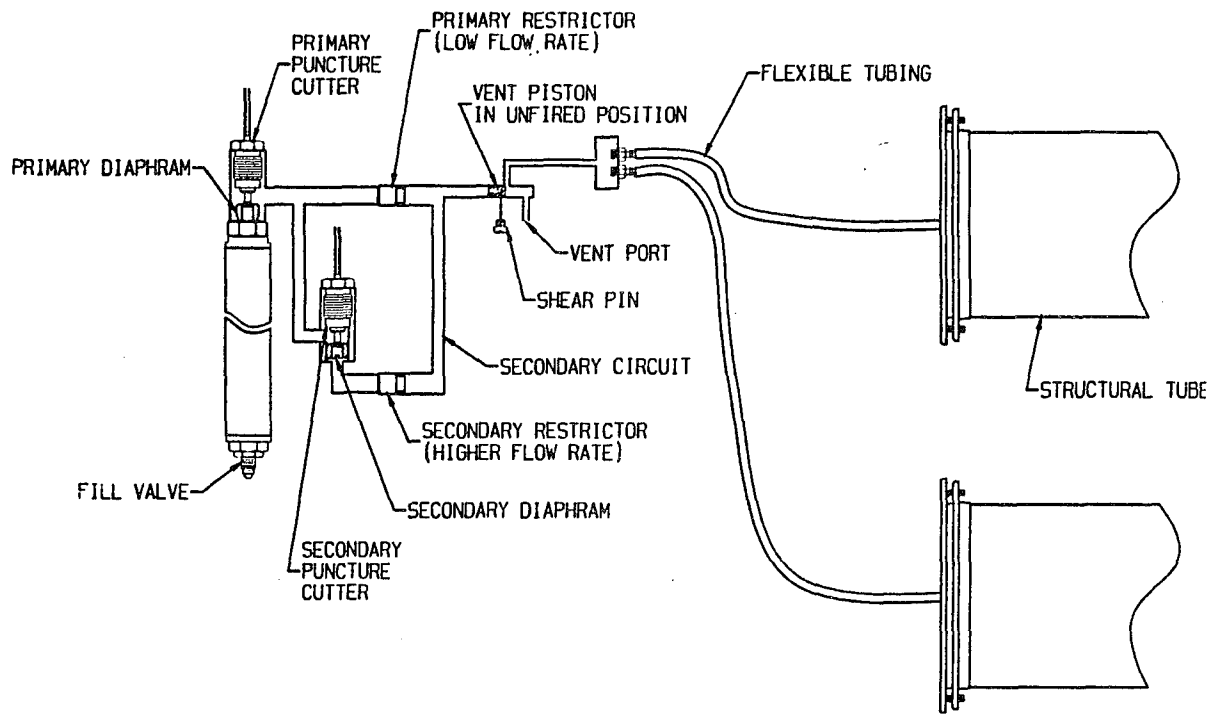 PRIMARY RESTRICTOR
(LOW FLOW RATE)
PRIMARY
PUNCTURE
CUTTER
VENT PISTON
IN UNFIRED POSITION
FLEXIBLE TUBING
PRIMARY DIAPHRAM
VENT PORT
SHEAR PIN
SECONDARY CIRCUIT
STRUCTURAL TUBE
SECONDARY RESTRICTOR
(HIGHER FLOW RATE)
FILL VALVE
SECONDARY DIAPHRAM
SECONDARY
PUNCTURE
CUTTER